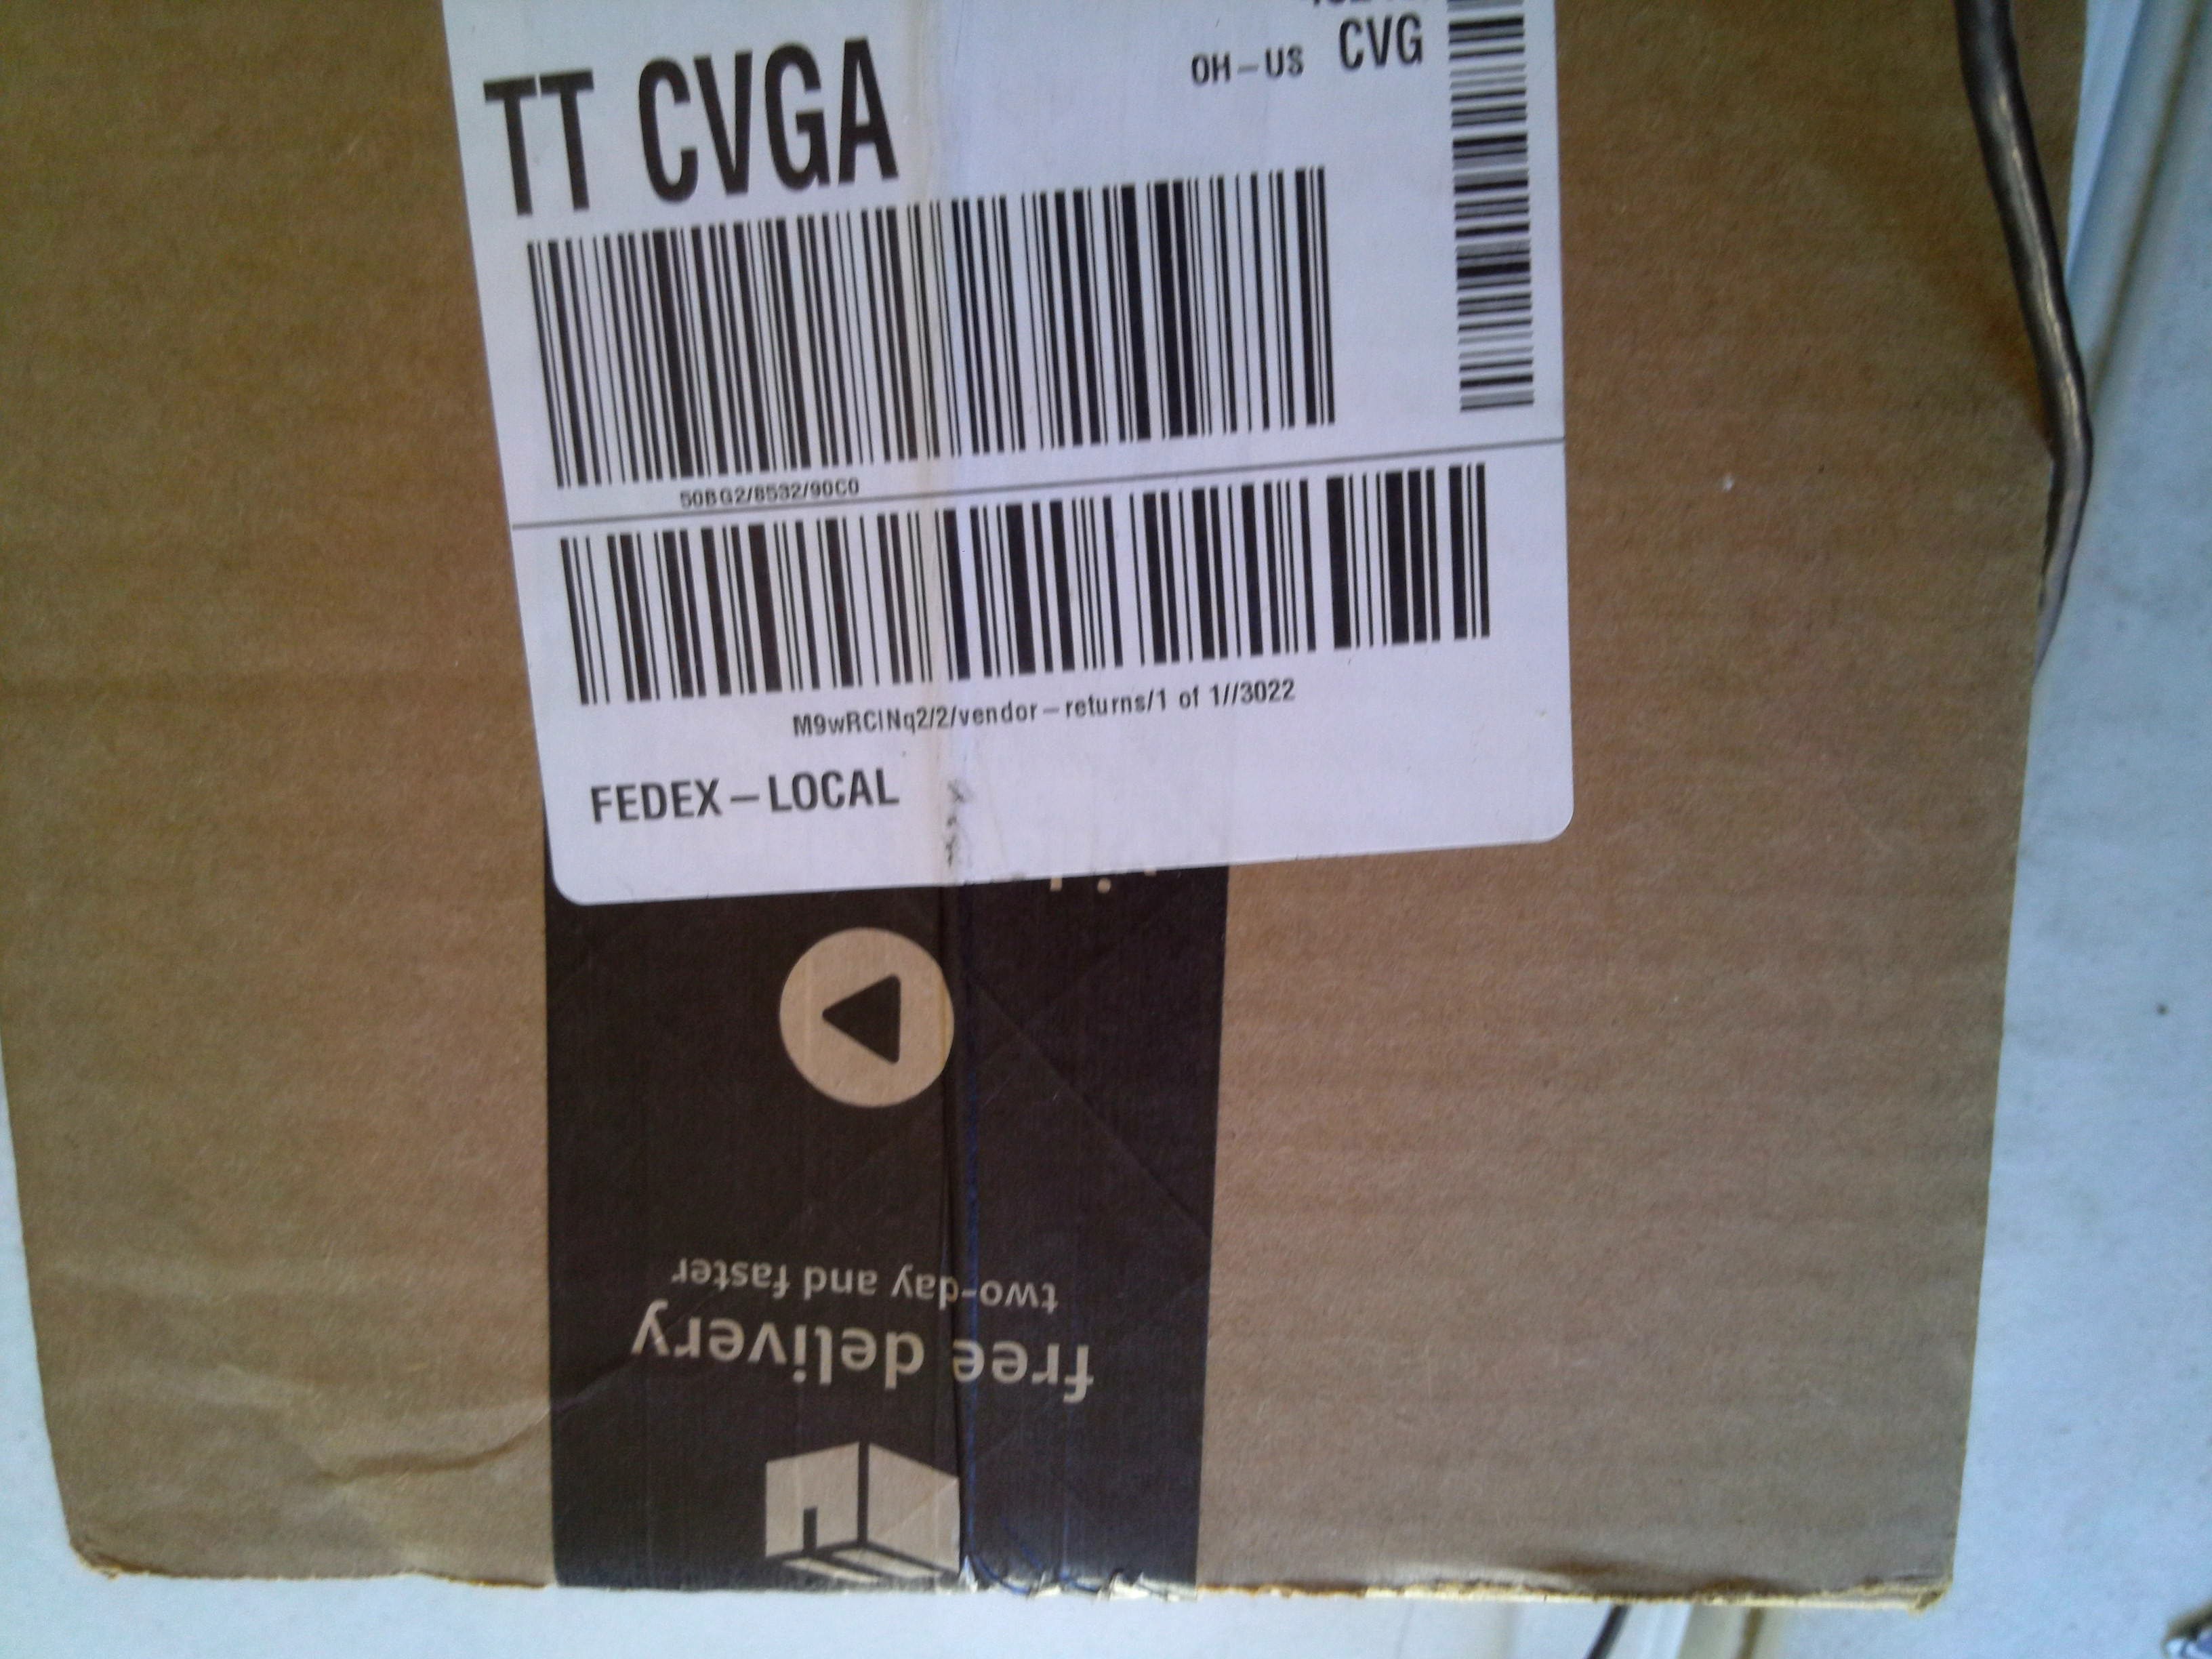 OH–US CVG
TT CVGA
50BG2/8532/90C0
M9wRCINq2/2/vendor–returns/1 of 1//3022
FEDEX–LOCAL
two-day and faster
free delivery